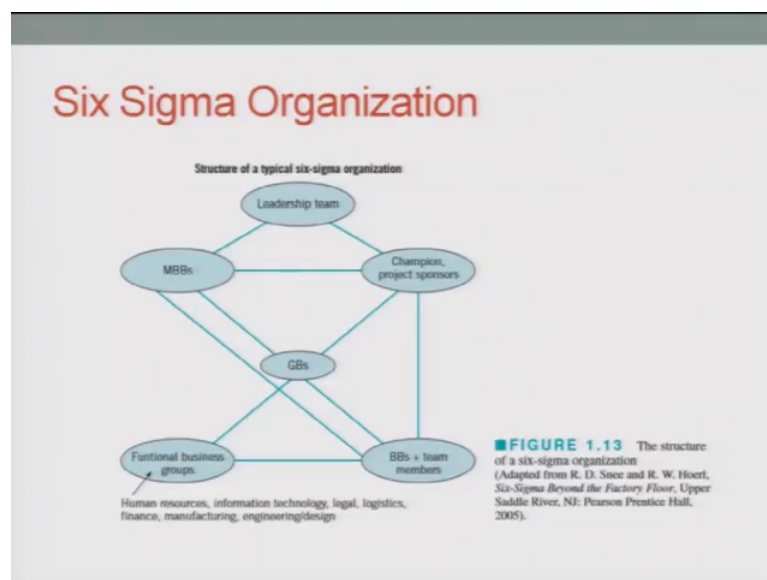 Six Sigma Organization
Structure of a typical six-sigma organization
Leadership team
MBBs
Champion,
project sponsors
GBs
Funtional business
groups
BBs + team
members
Human resources, information technology, legal, logistics,
finance, manufacturing, engineering/design
FIGURE 1.13 The structure
of a six-sigma organization
(Adapted from R. D. Snee and R. W. Hoerl,
Six-Sigma Beyond the Factory Floor, Upper
Saddle River, NJ: Pearson Prentice Hall,
2005).